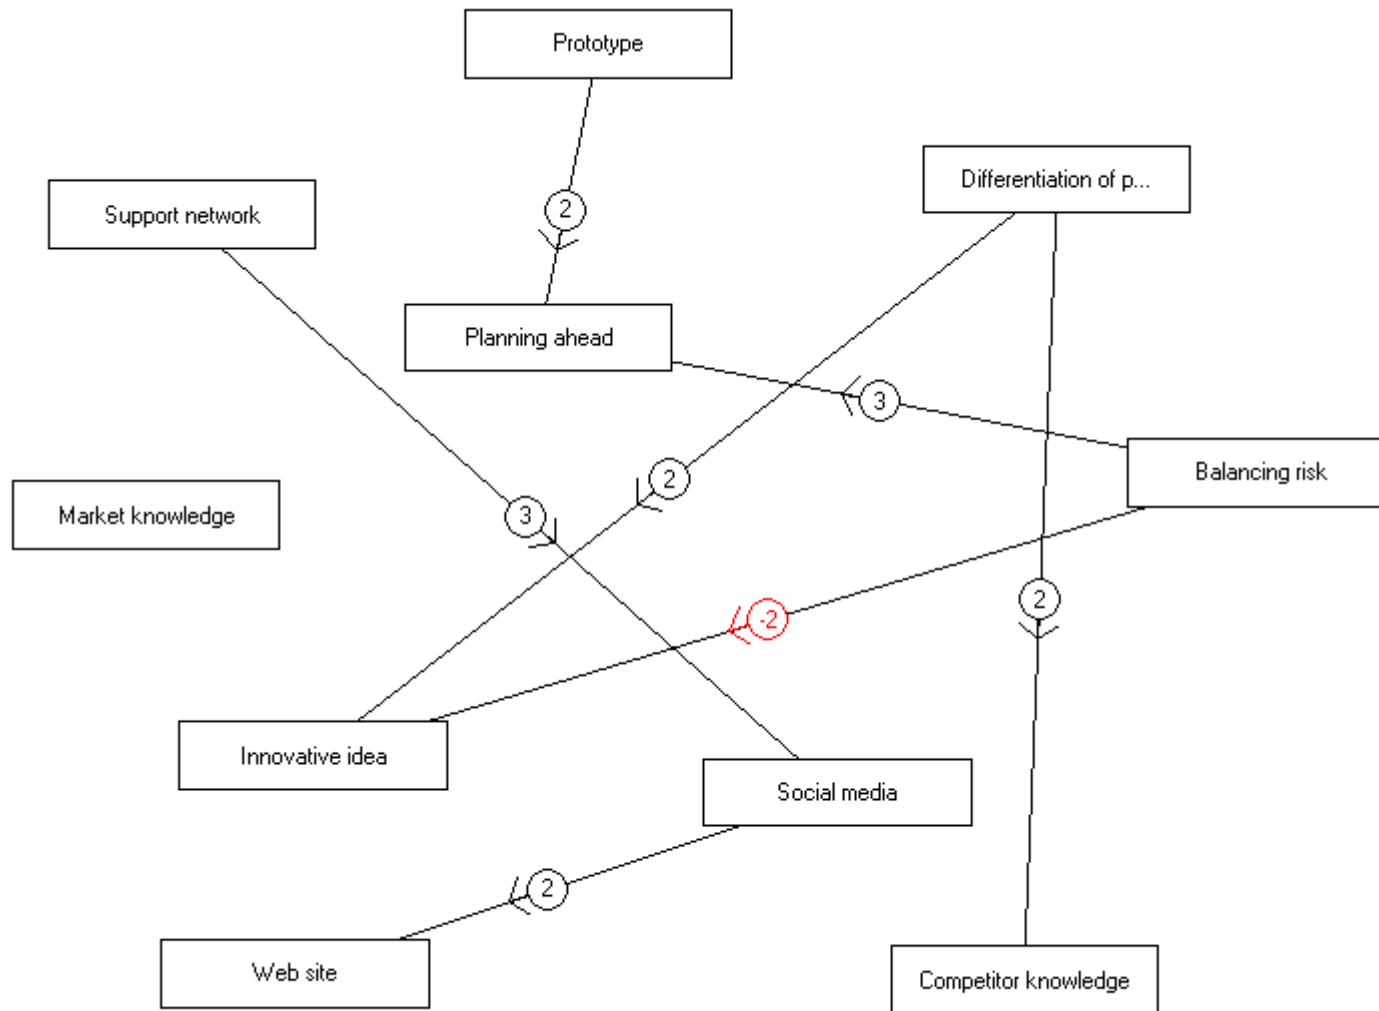 Prototype
Differentiation of p...
Support network
2
Planning ahead
3
Balancing risk
2
Market knowledge
3
2
-2
Innovative idea
Social media
2
Web site
Competitor knowledge